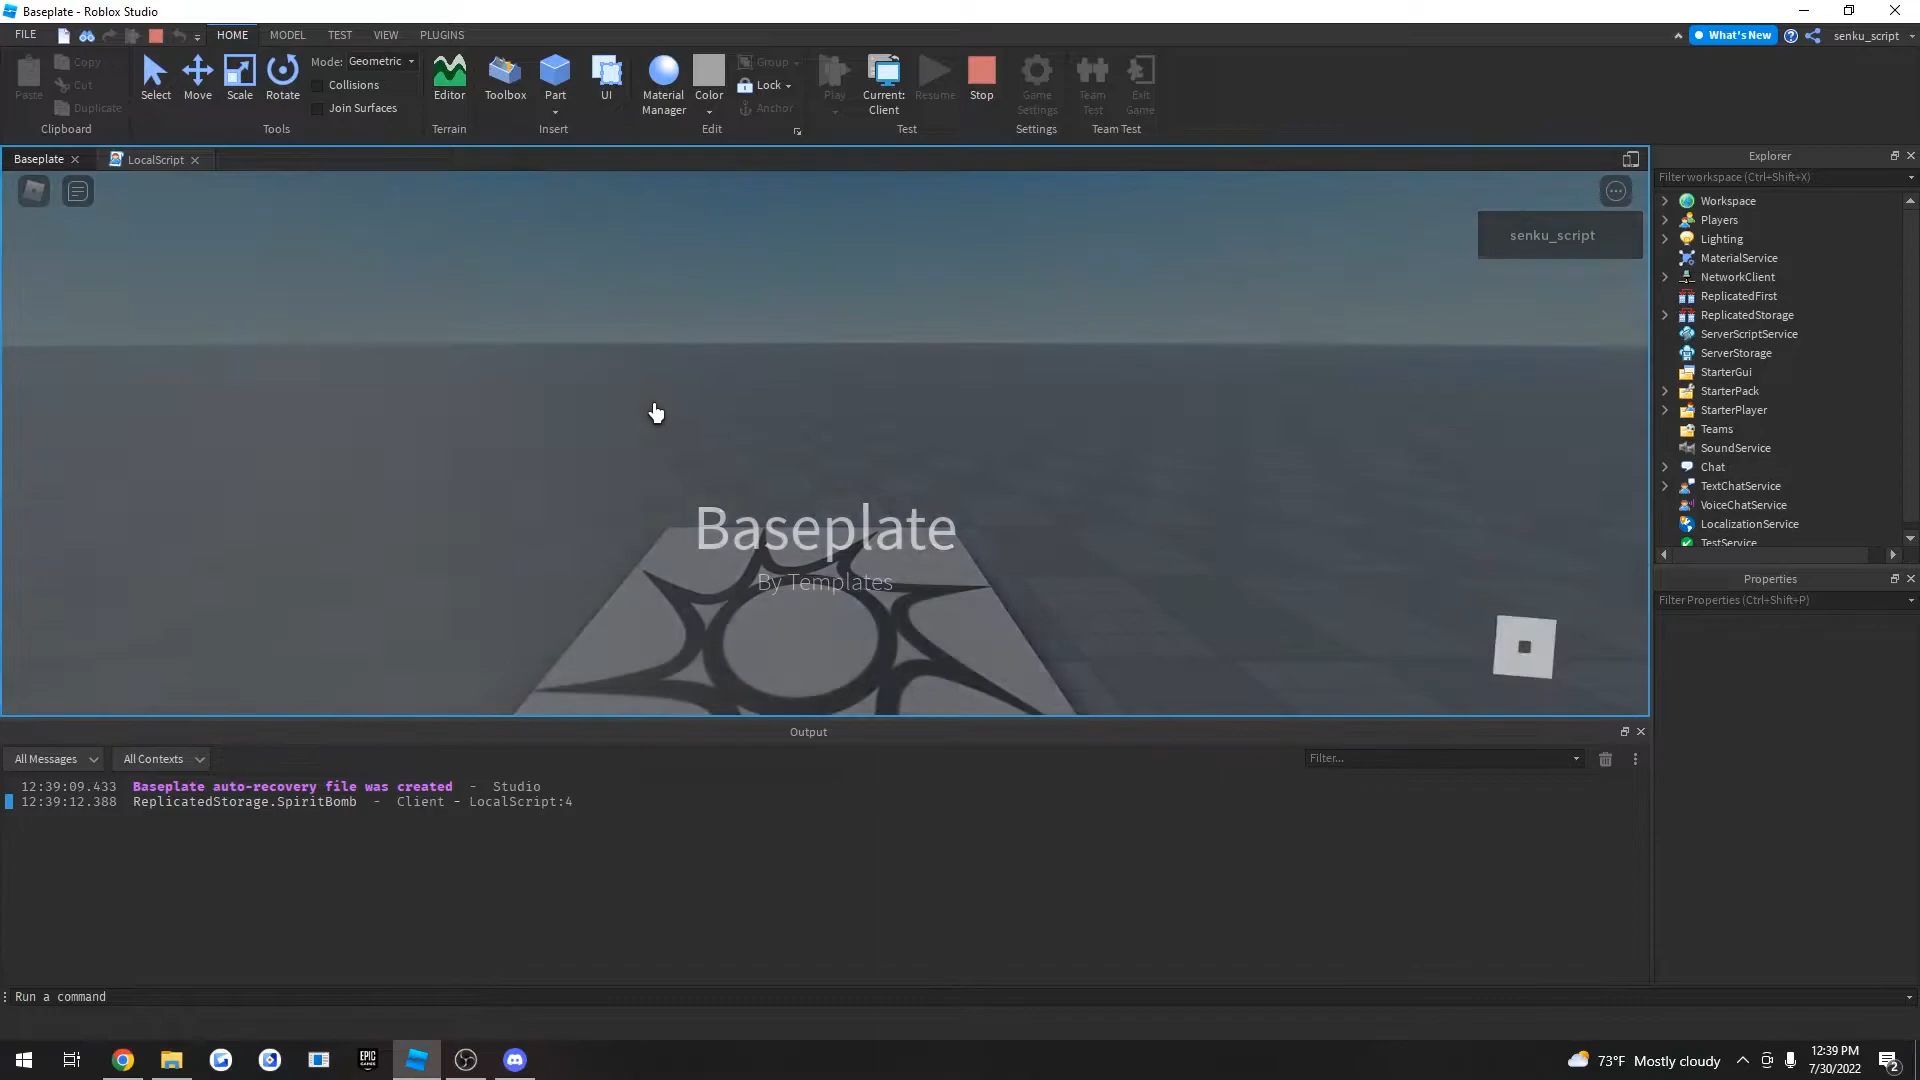 Baseplate - Roblox Studio
FILE HOME MODEL TEST VIEW PLUGINS What's New senku_script
Paste Copy Cut Duplicate Clipboard
Select Move Scale Rotate Mode: Geometric Collisions Join Surfaces Tools
Editor Terrain
Toolbox Part UI Insert
Material Manager Color Group Lock Anchor Edit
Play Current: Client Resume Stop Test
Game Settings Settings
Team Test Exit Game Team Test
Baseplate LocalScript
senku_script
Baseplate
By Templates
Explorer
Filter workspace (Ctrl+Shift+X)
Workspace
Players
Lighting
MaterialService
NetworkClient
ReplicatedFirst
ReplicatedStorage
ServerScriptService
ServerStorage
StarterGui
StarterPack
StarterPlayer
Teams
SoundService
Chat
TextChatService
VoiceChatService
LocalizationService
TestService
Properties
Filter Properties (Ctrl+Shift+P)
Output
All Messages All Contexts Filter...
12:39:09.433 Baseplate auto-recovery file was created - Studio
12:39:12.388 ReplicatedStorage.SpiritBomb - Client - LocalScript:4
Run a command
EPIC GAMES
73°F Mostly cloudy
12:39 PM
7/30/2022
2